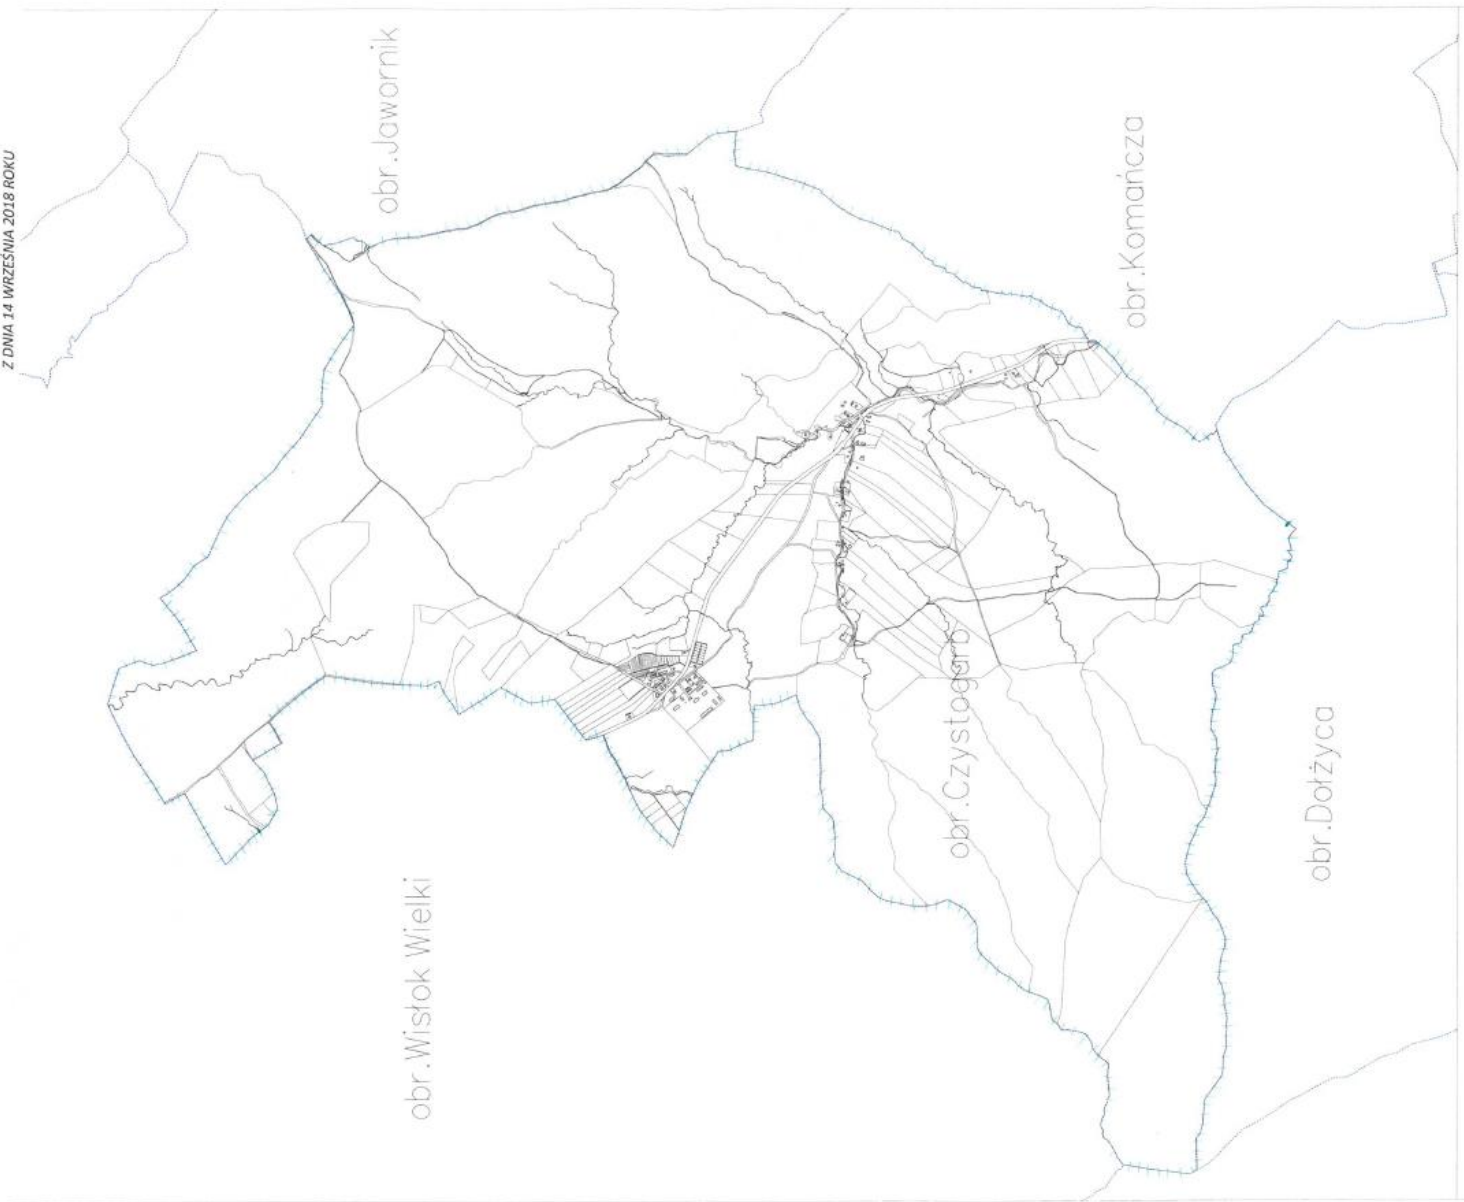 Z DNIA 14 WRZEŚNIA 2018 ROKU
obr.Jawornik
obr.Komańcza
obr.Czystogarb
obr.Dołżyca
obr.Wisłok Wielki